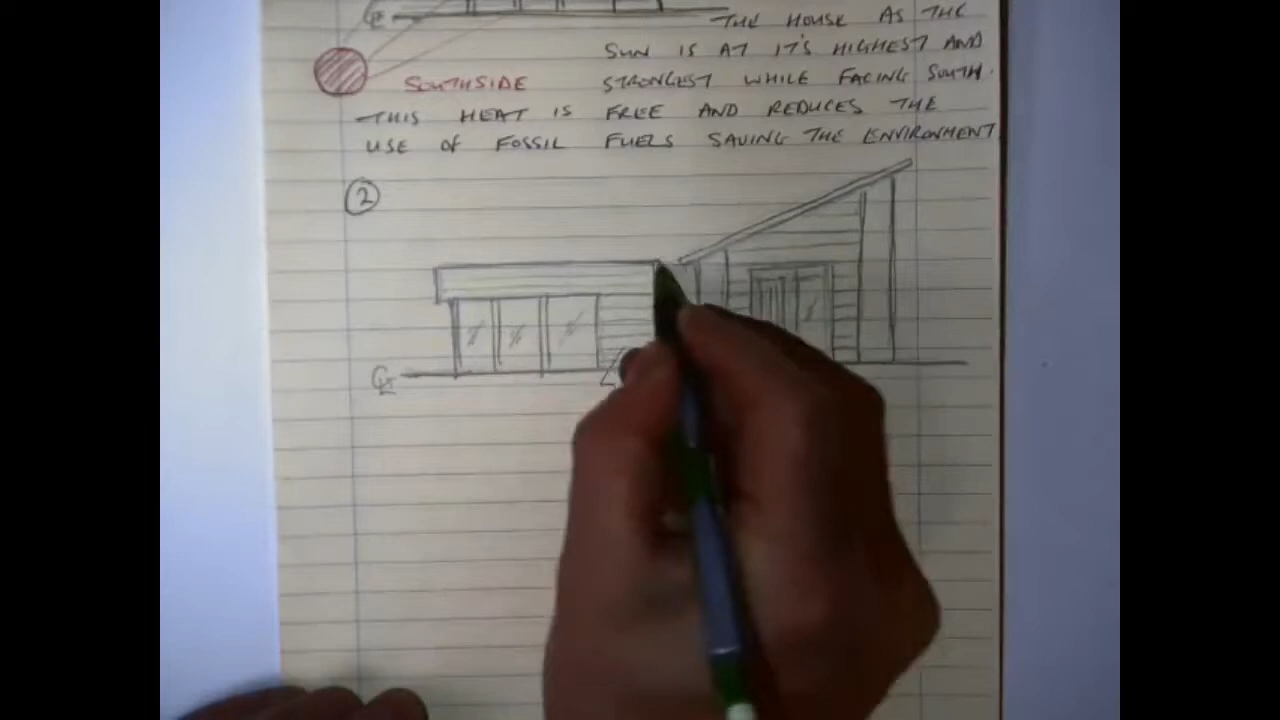 THE HOUSE AS THE
SUN IS AT IT'S HIGHEST AND
SOUTHSIDE STRONGEST WHILE FACING SOUTH.
THIS HEAT IS FREE AND REDUCES THE
USE OF FOSSIL FUELS SAVING THE ENVIRONMENT
2